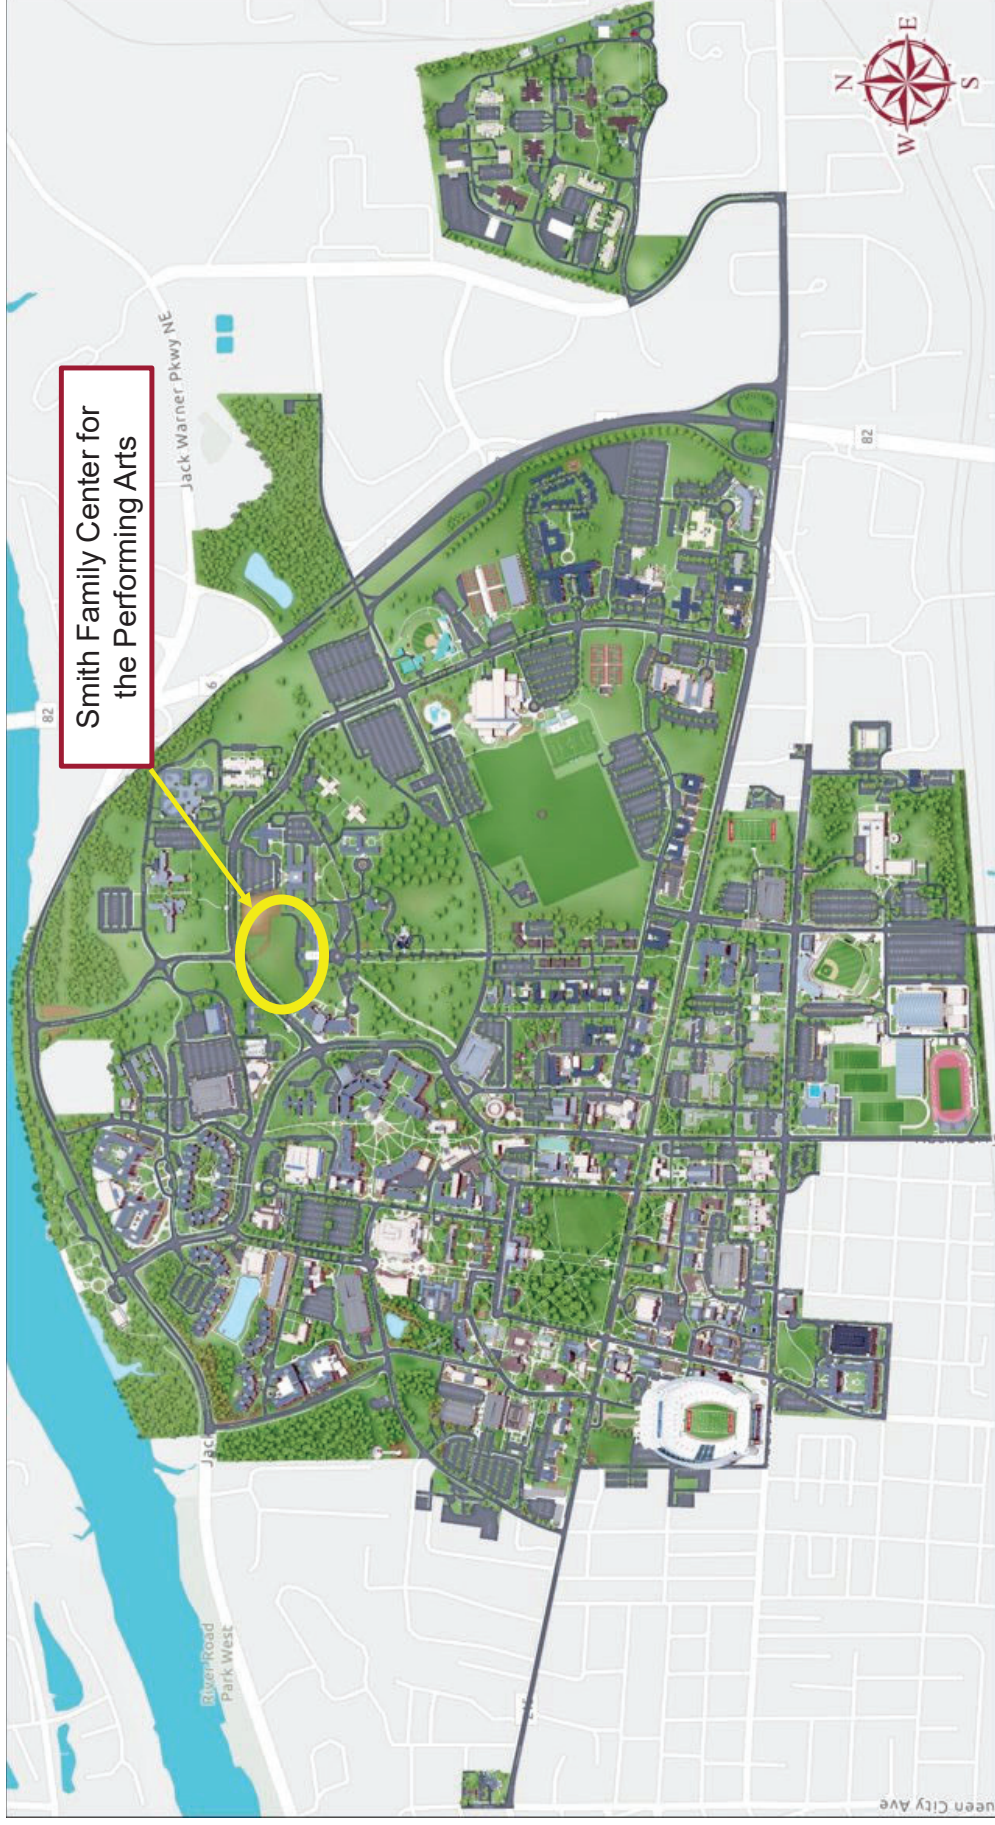 Smith Family Center for
the Performing Arts
Jack Warner Pkwy NE
82
6
82
N
E
S
W
Jac
River Road
Park West
ueen City Ave